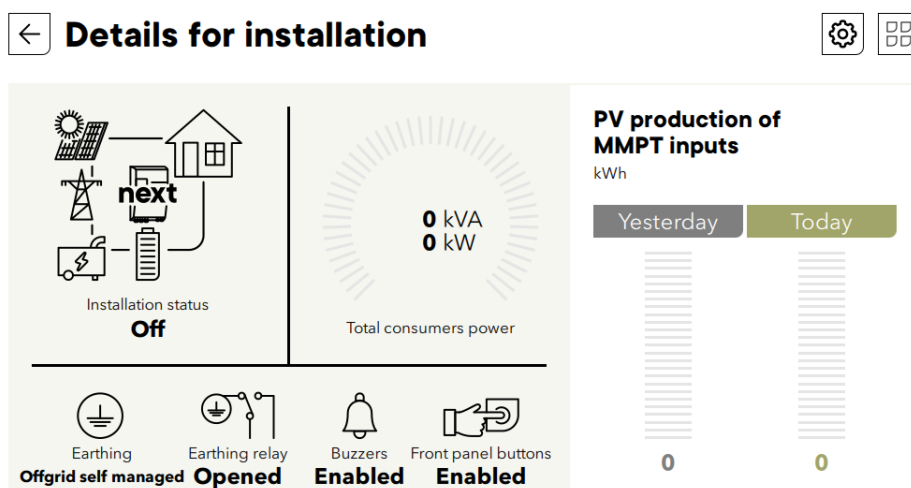 Details for installation
next
Installation status
Off
0 kVA
0 kW
Total consumers power
Earthing
Offgrid self managed
Earthing relay
Opened
Buzzers
Enabled
Front panel buttons
Enabled
PV production of
MMPT inputs
kWh
Yesterday
Today
0
0